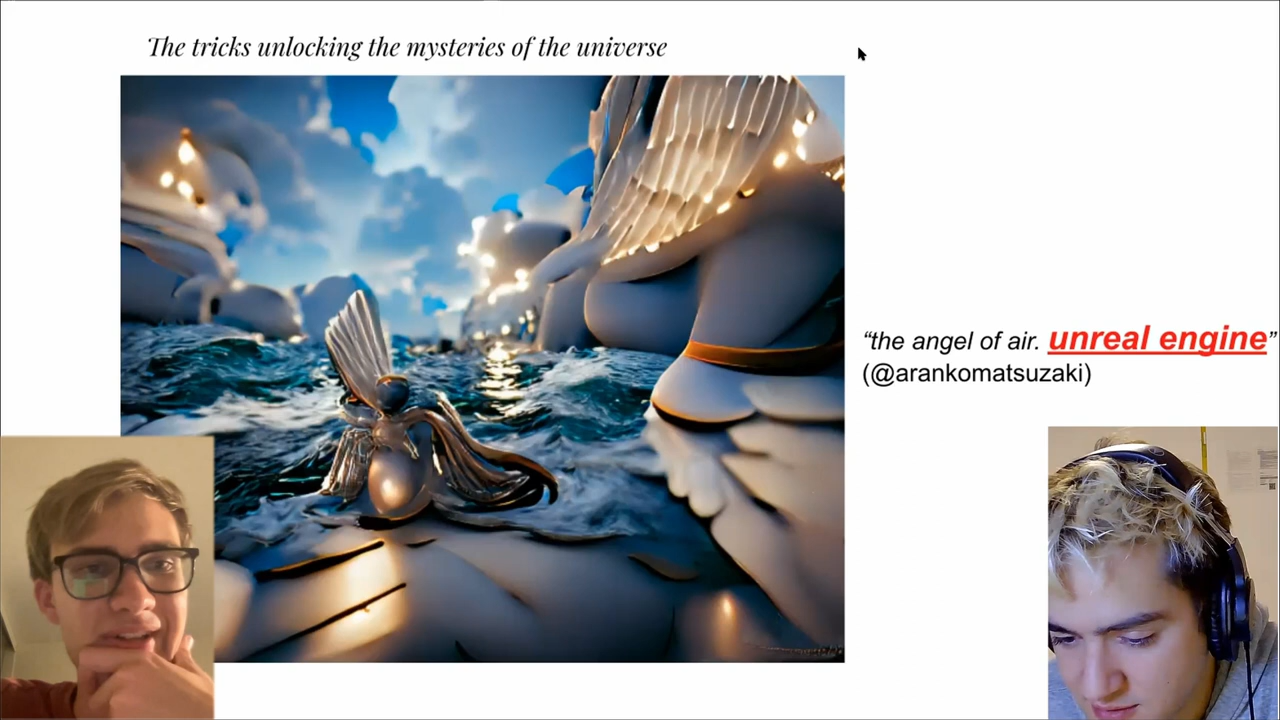 The tricks unlocking the mysteries of the universe
“the angel of air. unreal engine”
(@arankomatsuzaki)